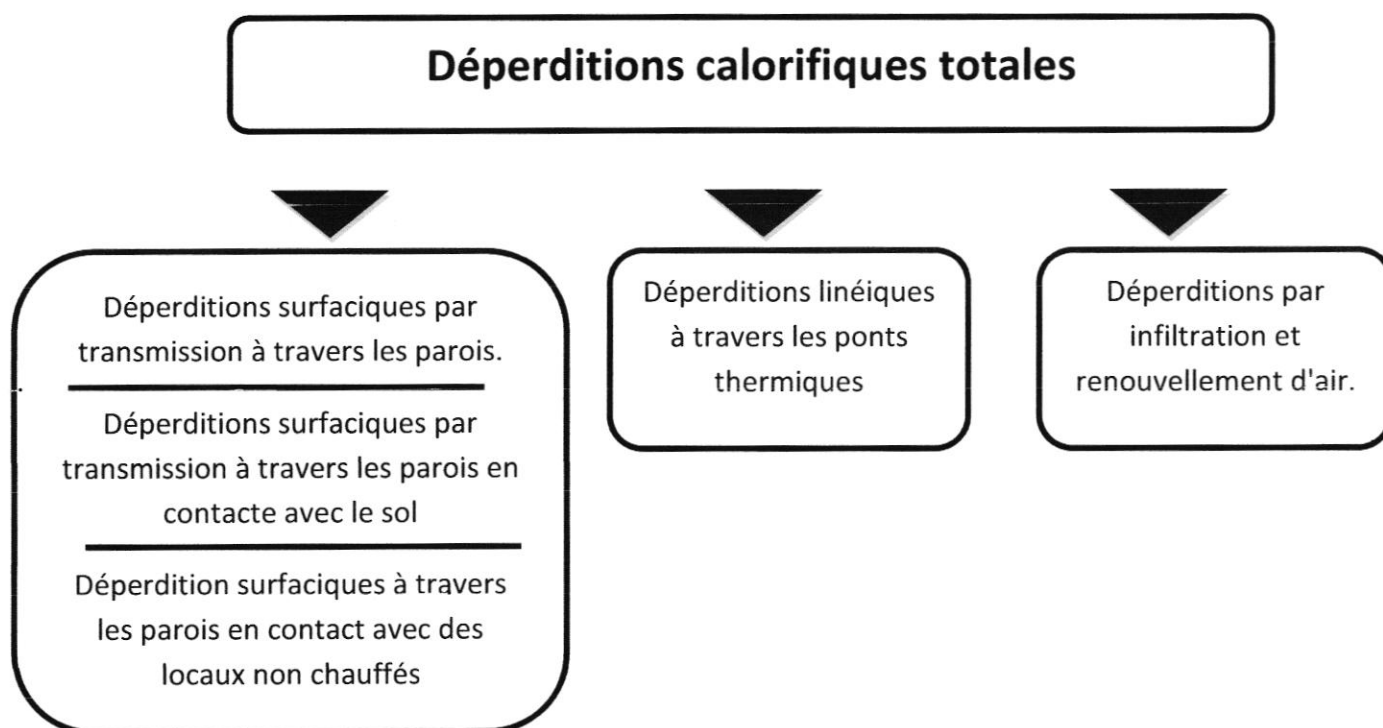 Déperditions calorifiques totales
Déperditions surfaciques par
transmission à travers les parois.
Déperditions surfaciques par
transmission à travers les parois en
contacte avec le sol
Déperdition surfaciques à travers
les parois en contact avec des
locaux non chauffés
Déperditions linéiques
à travers les ponts
thermiques
Déperditions par
infiltration et
renouvellement d'air.